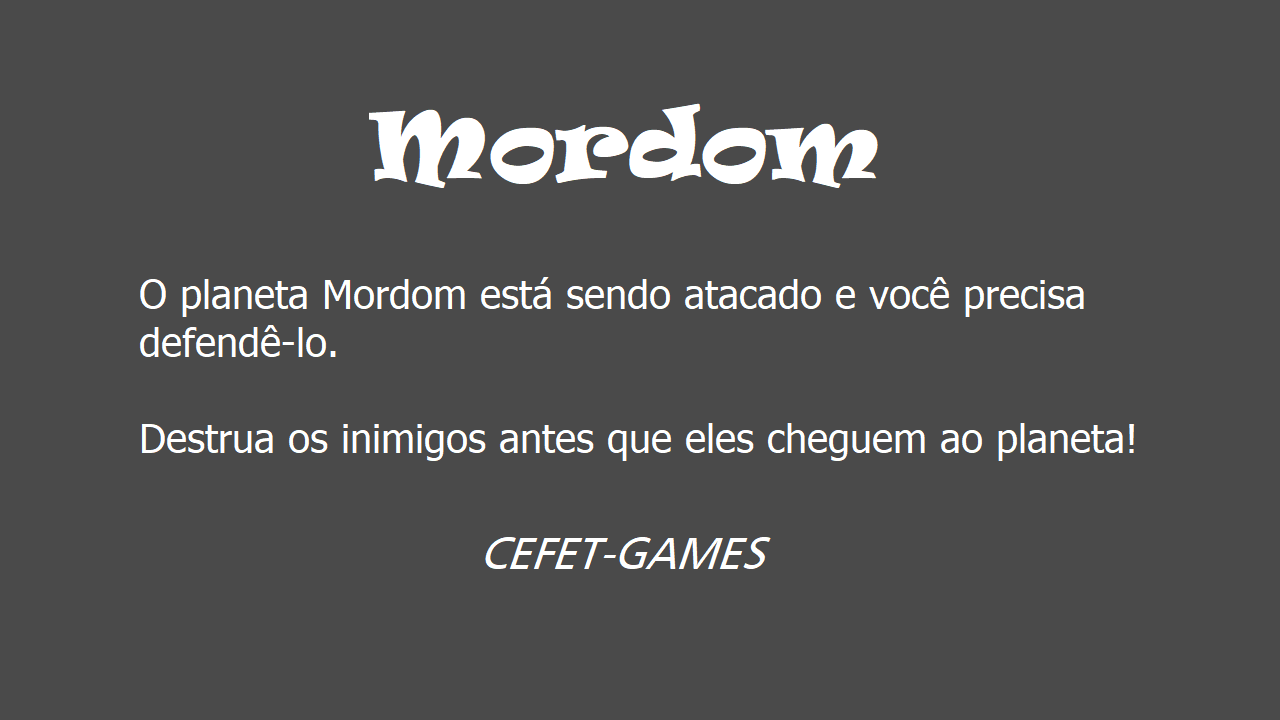 Mordom
O planeta Mordom está sendo atacado e você precisa
defendê-lo.
Destrua os inimigos antes que eles cheguem ao planeta!
CEFET-GAMES